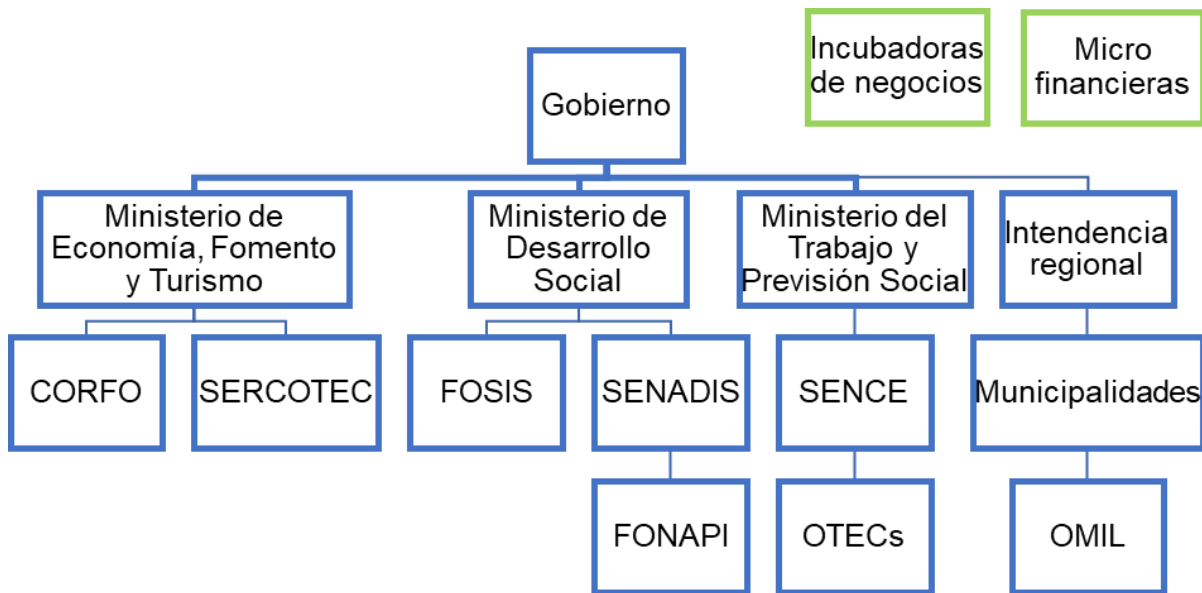 Incubadoras
de negocios
Micro
financieras
Gobierno
Ministerio de
Economía, Fomento
y Turismo
Ministerio de
Desarrollo
Social
Ministerio del
Trabajo y
Previsión Social
Intendencia
regional
CORFO
SERCOTEC
FOSIS
SENADIS
SENCE
Municipalidades
FONAPI
OTECs
OMIL